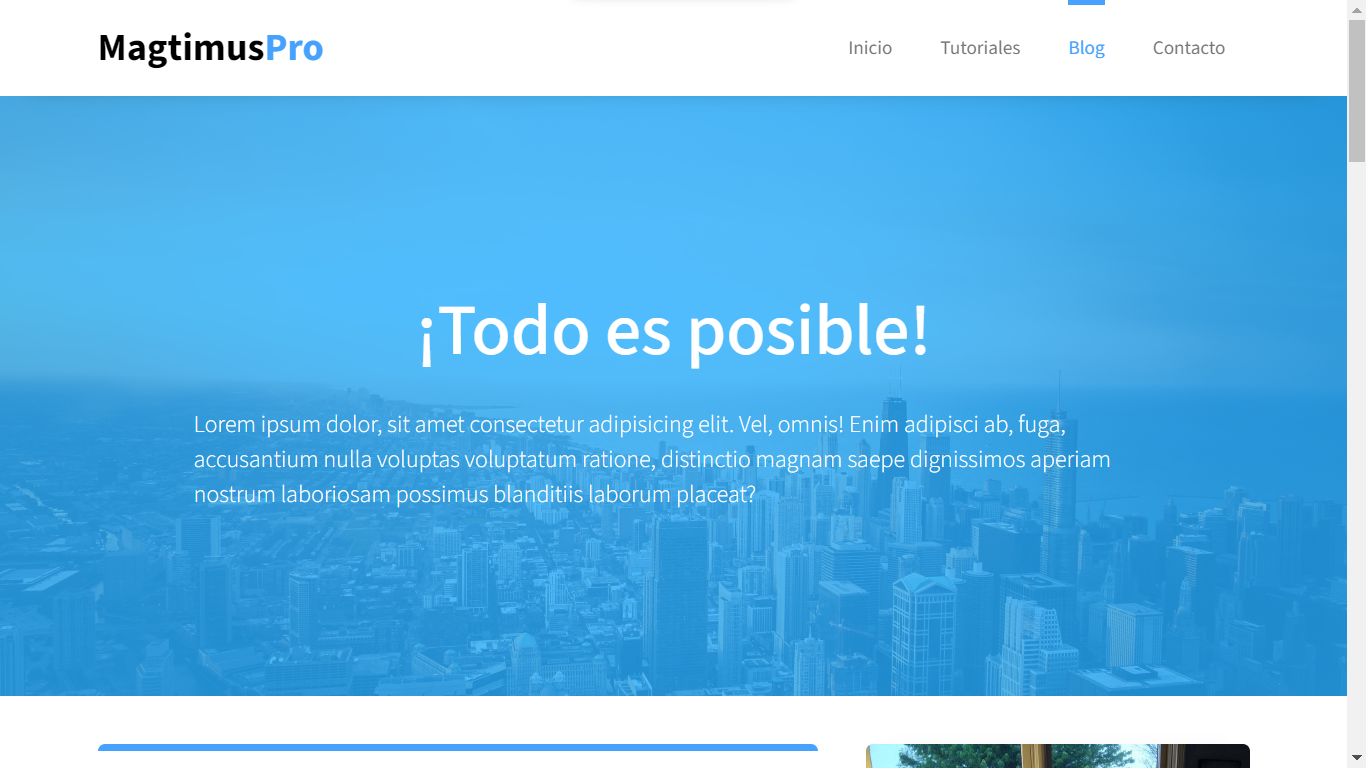 MagtimusPro
Inicio Tutoriales Blog Contacto
¡Todo es posible!
Lorem ipsum dolor, sit amet consectetur adipisicing elit. Vel, omnis! Enim adipisci ab, fuga,
accusantium nulla voluptas voluptatum ratione, distinctio magnam saepe dignissimos aperiam
nostrum laboriosam possimus blanditiis laborum placeat?